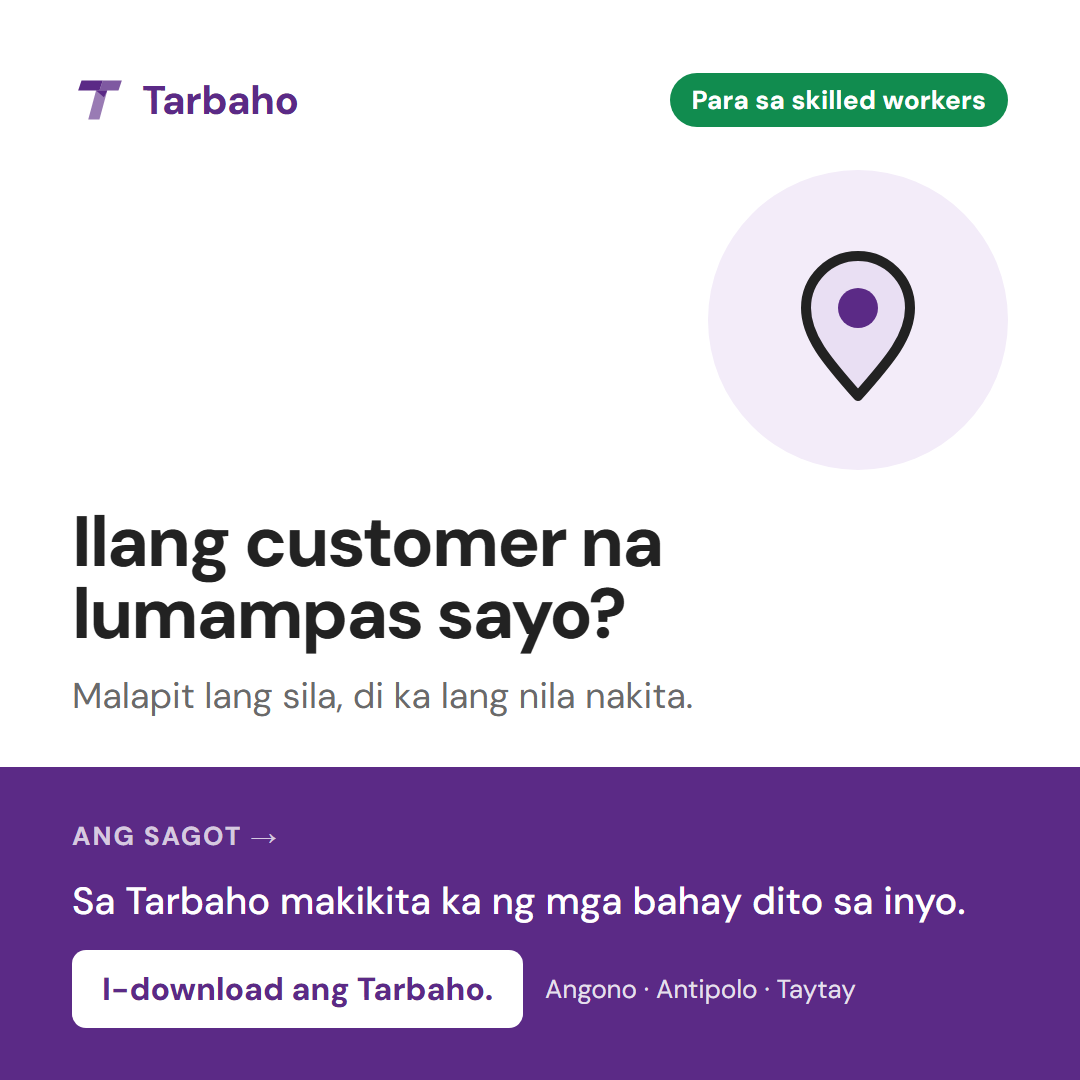 Tarbaho
Para sa skilled workers
Ilang customer na
lumampas sayo?
Malapit lang sila, di ka lang nila nakita.
ANG SAGOT →
Sa Tarbaho makikita ka ng mga bahay dito sa inyo.
I-download ang Tarbaho.
Angono · Antipolo · Taytay